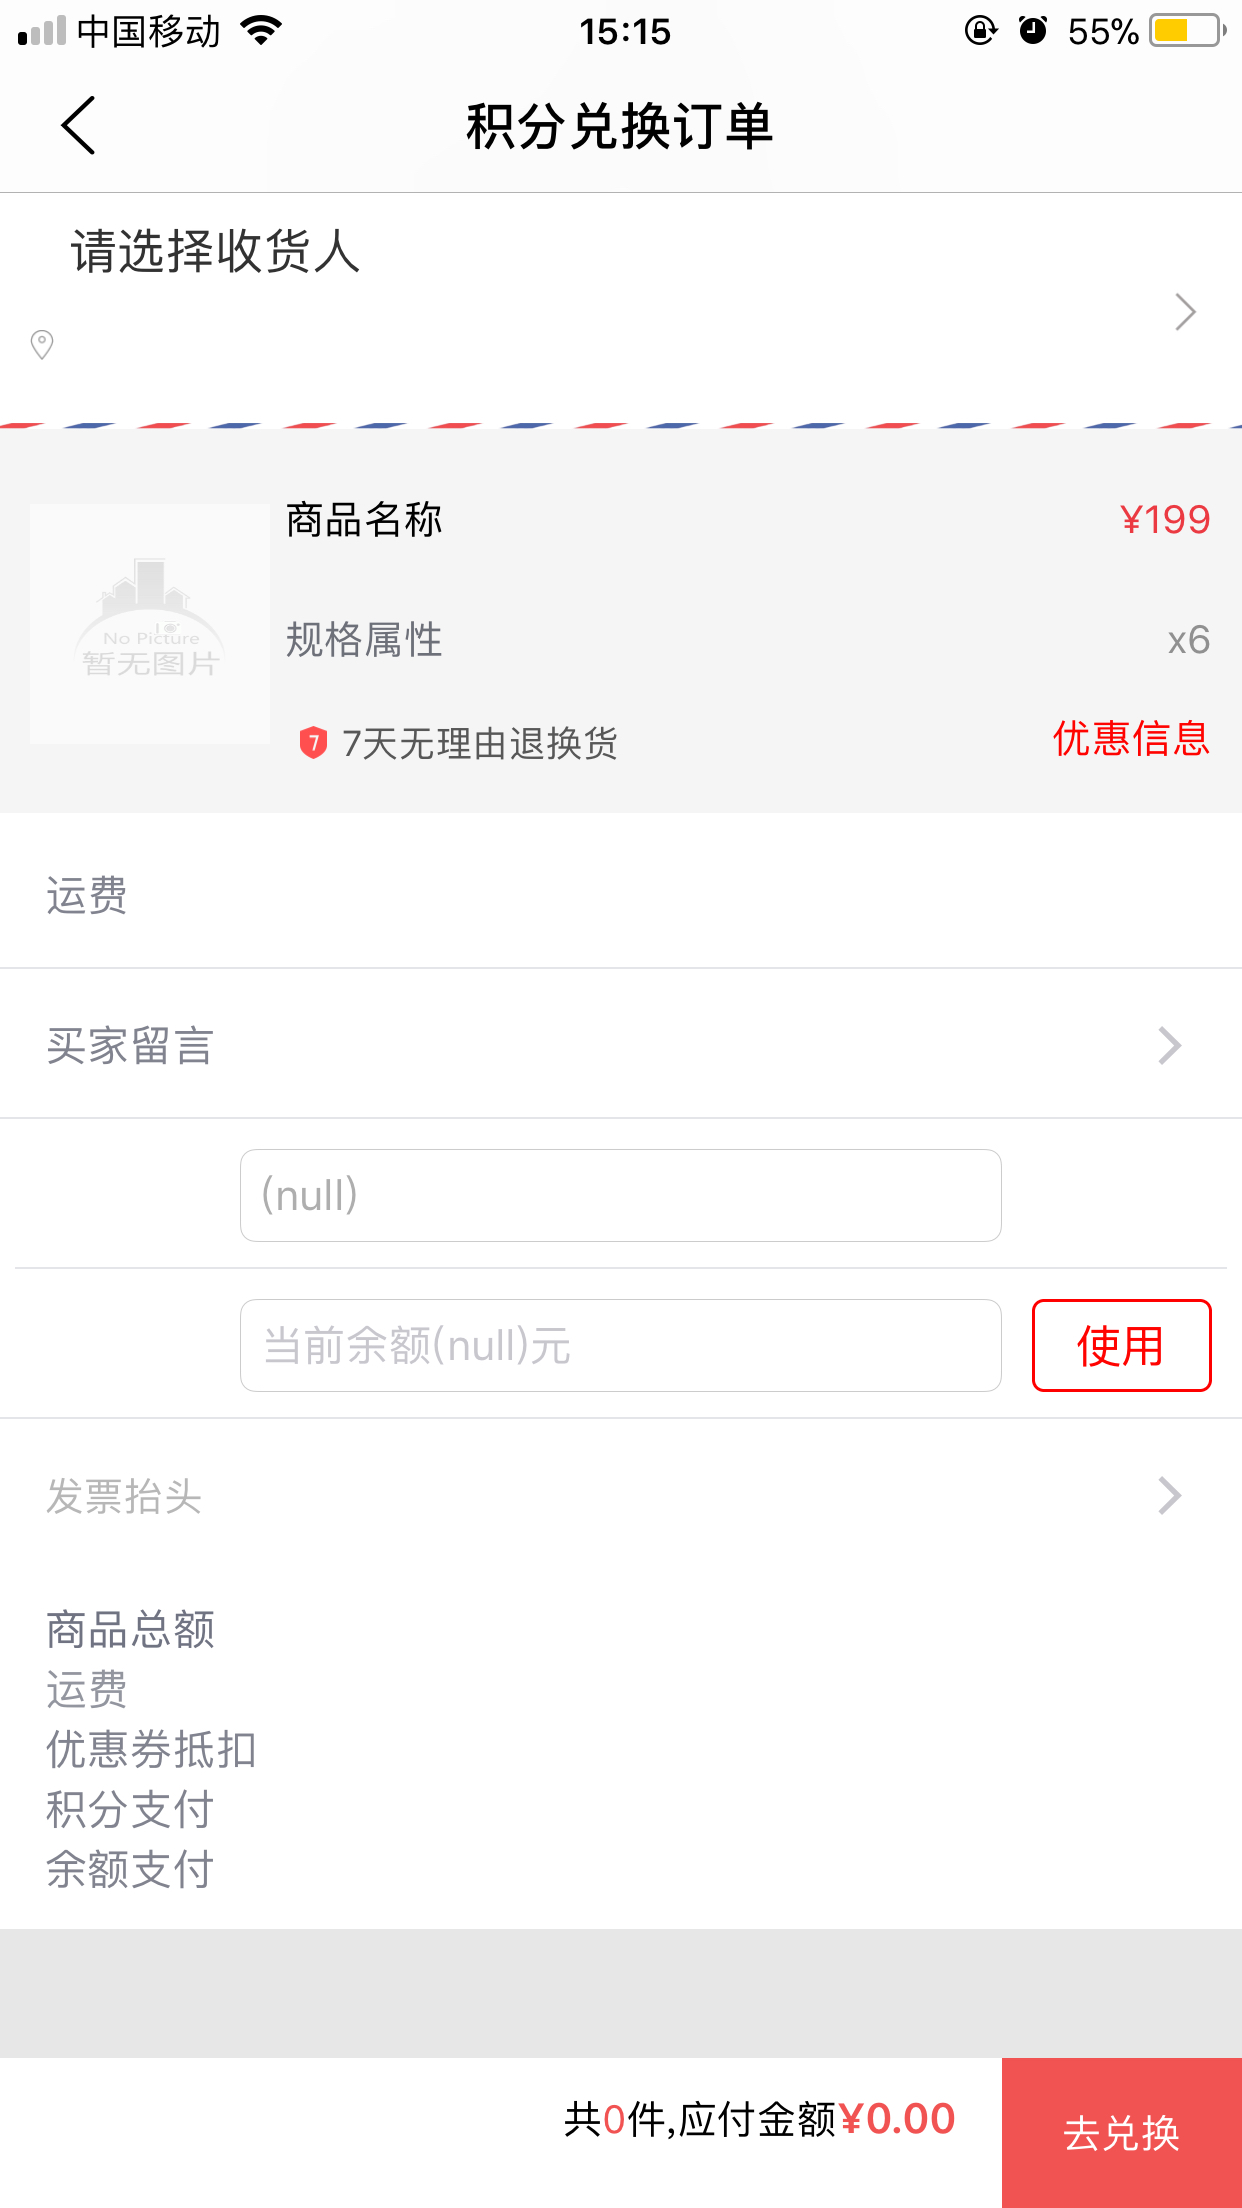 中国移动 15:15 55%
积分兑换订单
请选择收货人
商品名称 ¥199
No Picture
暂无图片
规格属性 x6
7 7天无理由退换货 优惠信息
运费
买家留言
(null)
当前余额(null)元 使用
发票抬头
商品总额
运费
优惠券抵扣
积分支付
余额支付
共0件,应付金额¥0.00 去兑换